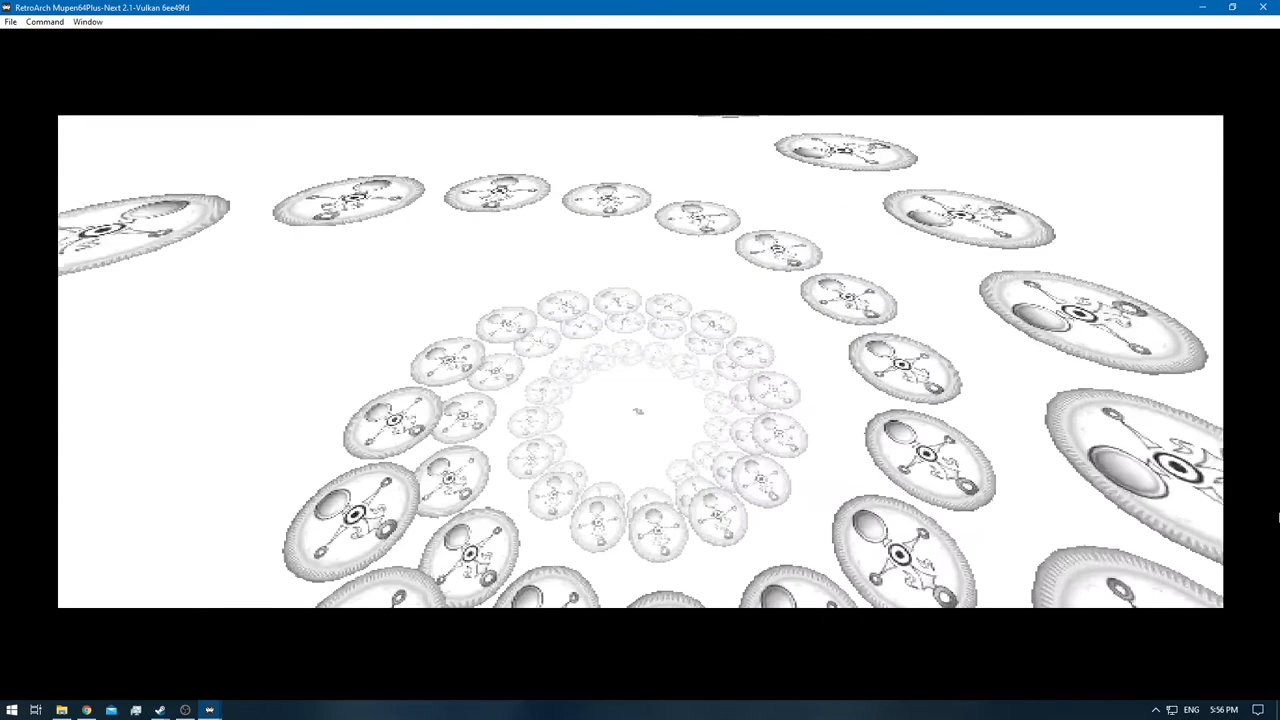 RetroArch Mupen64Plus-Next 2.1-Vulkan 6ee49fd
File Command Window
ENG 5:56 PM